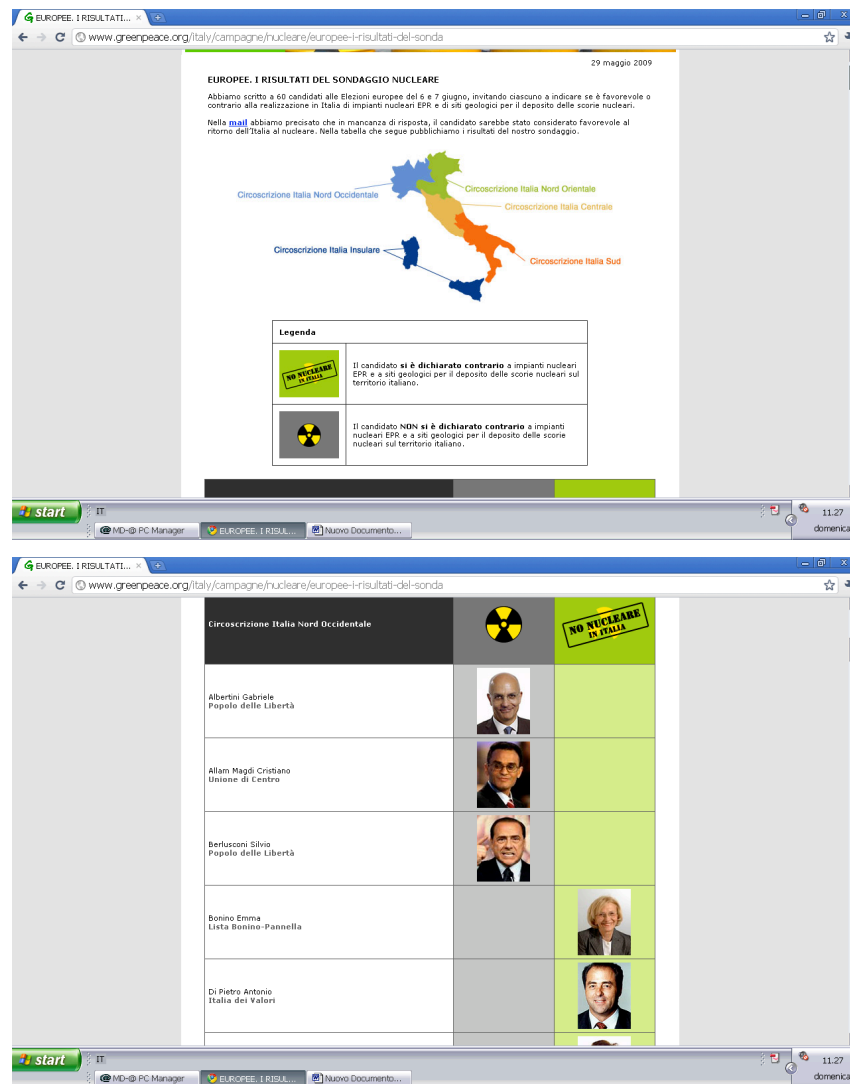 EUROPEE. I RISULTATI... ×
www.greenpeace.org/italy/campagne/nucleare/europee-i-risultati-del-sonda
29 maggio 2009
EUROPEE. I RISULTATI DEL SONDAGGIO NUCLEARE
Abbiamo scritto a 60 candidati alle Elezioni europee del 6 e 7 giugno, invitando ciascuno a indicare se è favorevole o
contrario alla realizzazione in Italia di impianti nucleari EPR e di siti geologici per il deposito delle scorie nucleari.
Nella mail abbiamo precisato che in mancanza di risposta, il candidato sarebbe stato considerato favorevole al
ritorno dell'Italia al nucleare. Nella tabella che segue pubblichiamo i risultati del nostro sondaggio.
Circoscrizione Italia Nord Occidentale
Circoscrizione Italia Nord Orientale
Circoscrizione Italia Centrale
Circoscrizione Italia Insulare
Circoscrizione Italia Sud
Legenda
NO NUCLEARE
IN ITALIA
Il candidato si è dichiarato contrario a impianti nucleari
EPR e a siti geologici per il deposito delle scorie nucleari sul
territorio italiano.
Il candidato NON si è dichiarato contrario a impianti
nucleari EPR e a siti geologici per il deposito delle scorie
nucleari sul territorio italiano.
start
IT
11.27
MD-@ PC Manager
EUROPEE. I RISUL...
Nuovo Documento...
domenica
EUROPEE. I RISULTATI... ×
www.greenpeace.org/italy/campagne/nucleare/europee-i-risultati-del-sonda
Circoscrizione Italia Nord Occidentale
NO NUCLEARE
IN ITALIA
Albertini Gabriele
Popolo delle Libertà
Allam Magdi Cristiano
Unione di Centro
Berlusconi Silvio
Popolo delle Libertà
Bonino Emma
Lista Bonino-Pannella
Di Pietro Antonio
Italia dei Valori
start
IT
11.27
MD-@ PC Manager
EUROPEE. I RISUL...
Nuovo Documento...
domenica